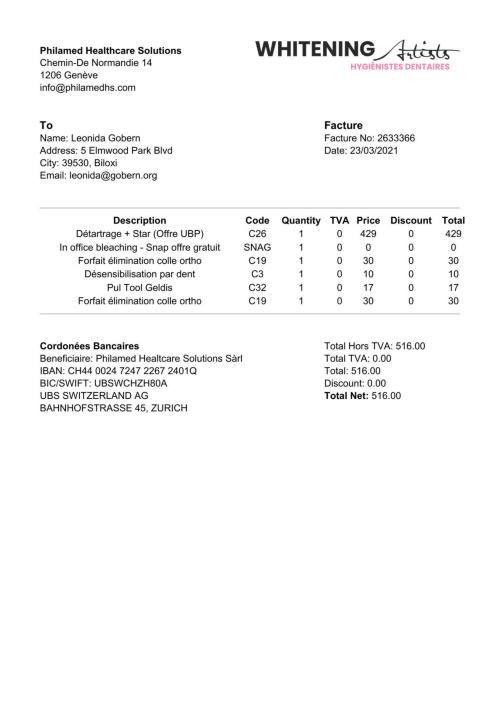 Philamed Healthcare Solutions
Chemin-De Normandie 14
1206 Genève
info@philamedhs.com
WHITENING Artists
HYGIÉNISTES DENTAIRES
To
Name: Leonida Gobern
Address: 5 Elmwood Park Blvd
City: 39530, Biloxi
Email: leonida@gobern.org
Facture
Facture No: 2633366
Date: 23/03/2021
Description Code Quantity TVA Price Discount Total
Détartrage + Star (Offre UBP) C26 1 0 429 0 429
In office bleaching - Snap offre gratuit SNAG 1 0 0 0 0
Forfait élimination colle ortho C19 1 0 30 0 30
Désensibilisation par dent C3 1 0 10 0 10
Pul Tool Geldis C32 1 0 17 0 17
Forfait élimination colle ortho C19 1 0 30 0 30
Cordonées Bancaires
Beneficiaire: Philamed Healtcare Solutions Sàrl
IBAN: CH44 0024 7247 2267 2401Q
BIC/SWIFT: UBSWCHZH80A
UBS SWITZERLAND AG
BAHNHOFSTRASSE 45, ZURICH
Total Hors TVA: 516.00
Total TVA: 0.00
Total: 516.00
Discount: 0.00
Total Net: 516.00